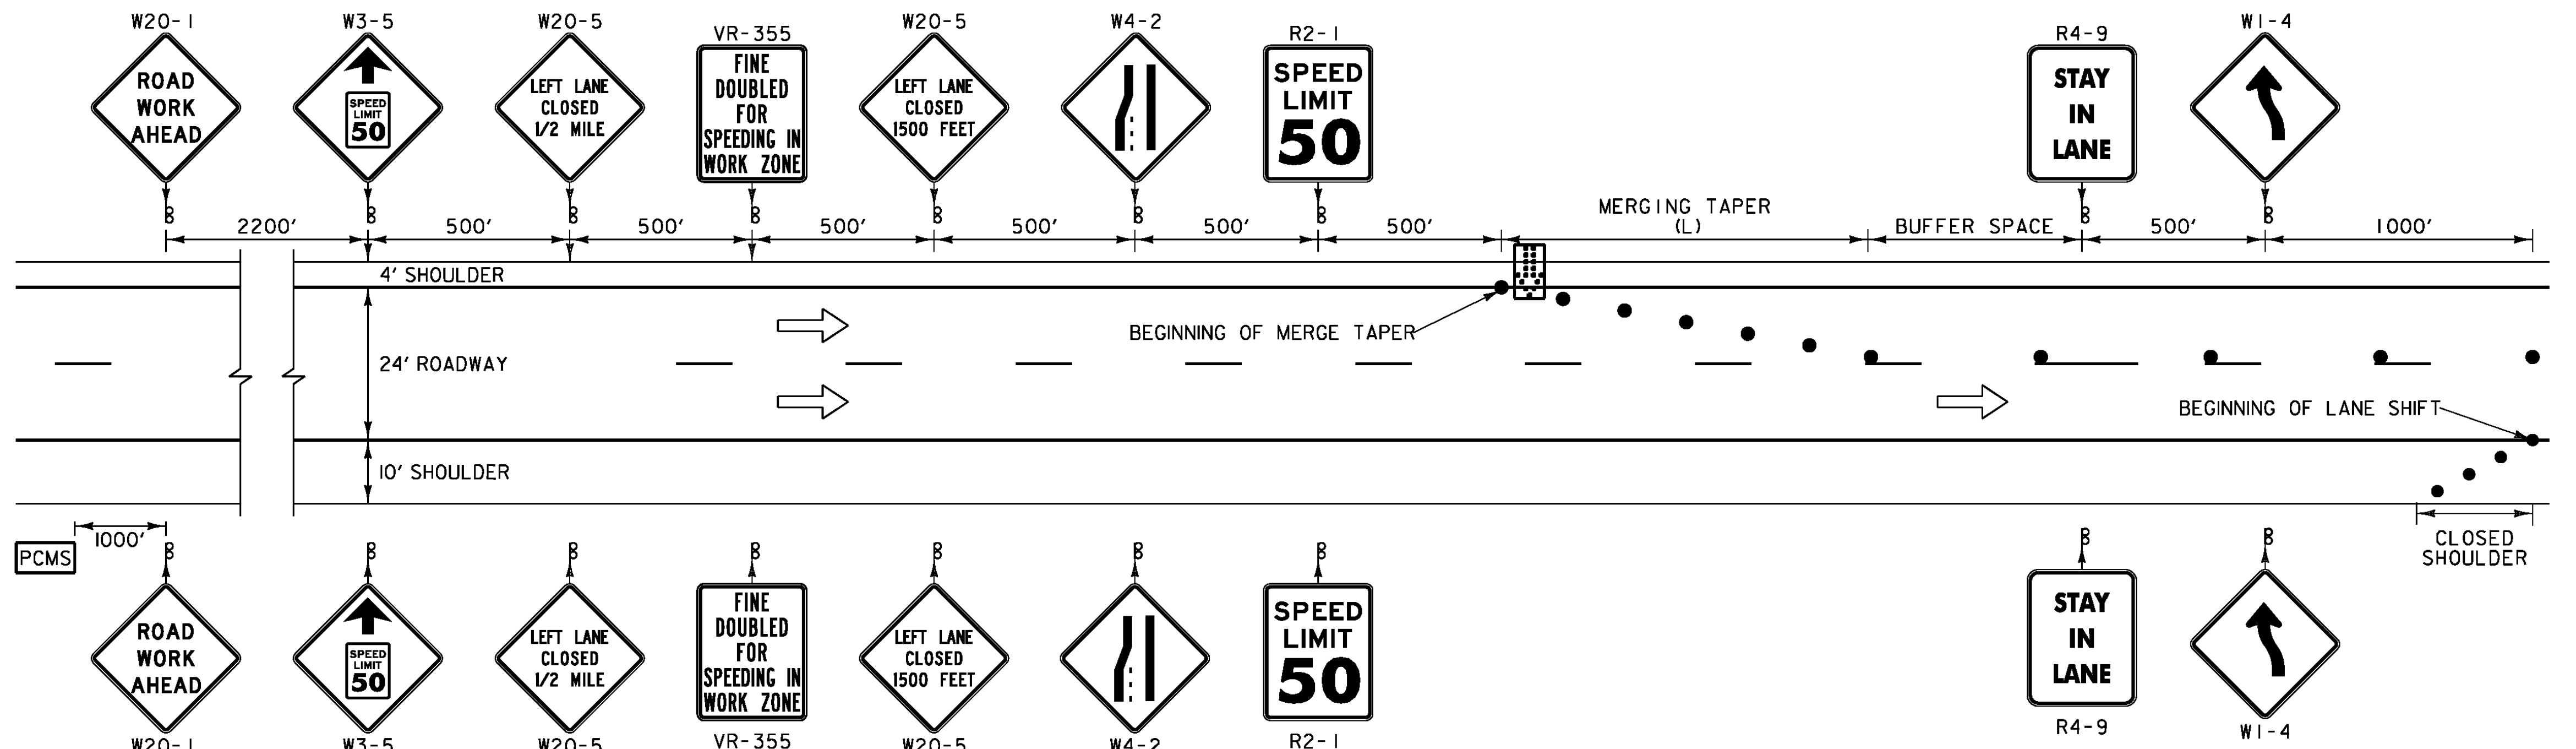 W20-1 W3-5 W20-5 VR-355 W20-5 W4-2 R2-1 R4-9 W1-4
ROAD
WORK
AHEAD
SPEED
LIMIT
50
LEFT LANE
CLOSED
1/2 MILE
FINE
DOUBLED
FOR
SPEEDING IN
WORK ZONE
LEFT LANE
CLOSED
1500 FEET
SPEED
LIMIT
50
STAY
IN
LANE
2200' 500' 500' 500' 500' 500' 500' MERGING TAPER
(L)
BUFFER SPACE 500' 1000'
4' SHOULDER
BEGINNING OF MERGE TAPER
24' ROADWAY
BEGINNING OF LANE SHIFT
10' SHOULDER
PCMS
1000'
CLOSED
SHOULDER
ROAD
WORK
AHEAD
SPEED
LIMIT
50
LEFT LANE
CLOSED
1/2 MILE
FINE
DOUBLED
FOR
SPEEDING IN
WORK ZONE
LEFT LANE
CLOSED
1500 FEET
SPEED
LIMIT
50
STAY
IN
LANE
W20-1 W3-5 W20-5 VR-355 W20-5 W4-2 R2-1 R4-9 W1-4